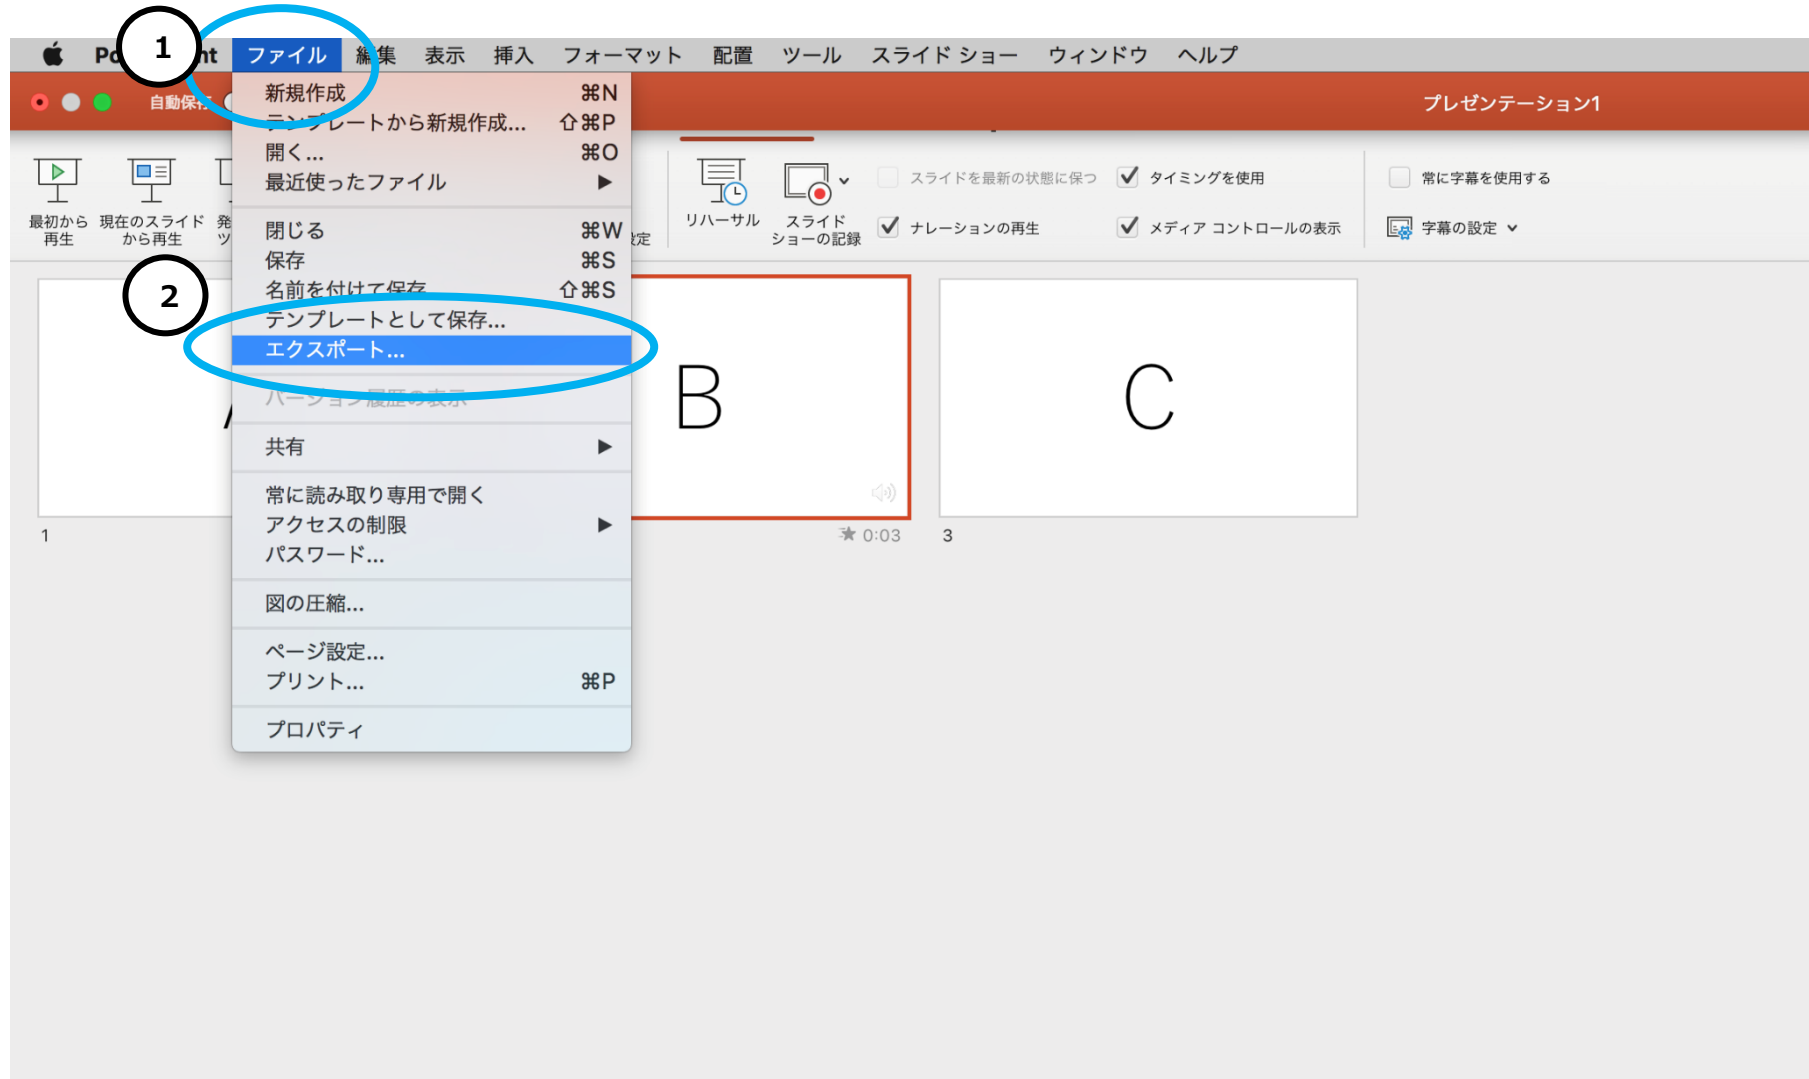 1
ファイル 編集 表示 挿入 フォーマット 配置 ツール スライド ショー ウィンドウ ヘルプ
自動保存
プレゼンテーション1
新規作成 ⌘N
テンプレートから新規作成... ⇧⌘P
開く... ⌘O
最近使ったファイル ▶
閉じる ⌘W
保存 ⌘S
名前を付けて保存 ⇧⌘S
テンプレートとして保存...
エクスポート...
バージョン履歴の表示
共有 ▶
常に読み取り専用で開く
アクセスの制限 ▶
パスワード...
図の圧縮...
ページ設定...
プリント... ⌘P
プロパティ
最初から
再生
現在のスライド
から再生
リハーサル
スライド
ショーの記録
スライドを最新の状態に保つ
タイミングを使用
ナレーションの再生
メディア コントロールの表示
常に字幕を使用する
字幕の設定
2
B
C
1
0:03
3